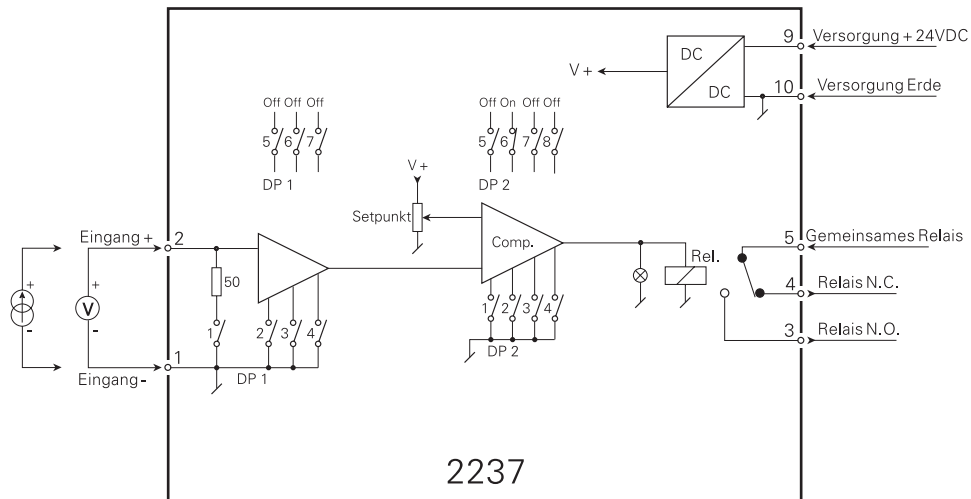 9 Versorgung + 24VDC
DC
V +
DC
10 Versorgung Erde
Off Off Off
5 6 7
DP 1
Off On Off Off
5 6 7 8
DP 2
V +
Setpunkt
Comp.
Eingang + 2
5 Gemeinsames Relais
Rel.
50
4 Relais N.C.
+ +
V
- -
1 2 3 4
1 2 3 4
3 Relais N.O.
DP 2
1
Eingang - DP 1
2237